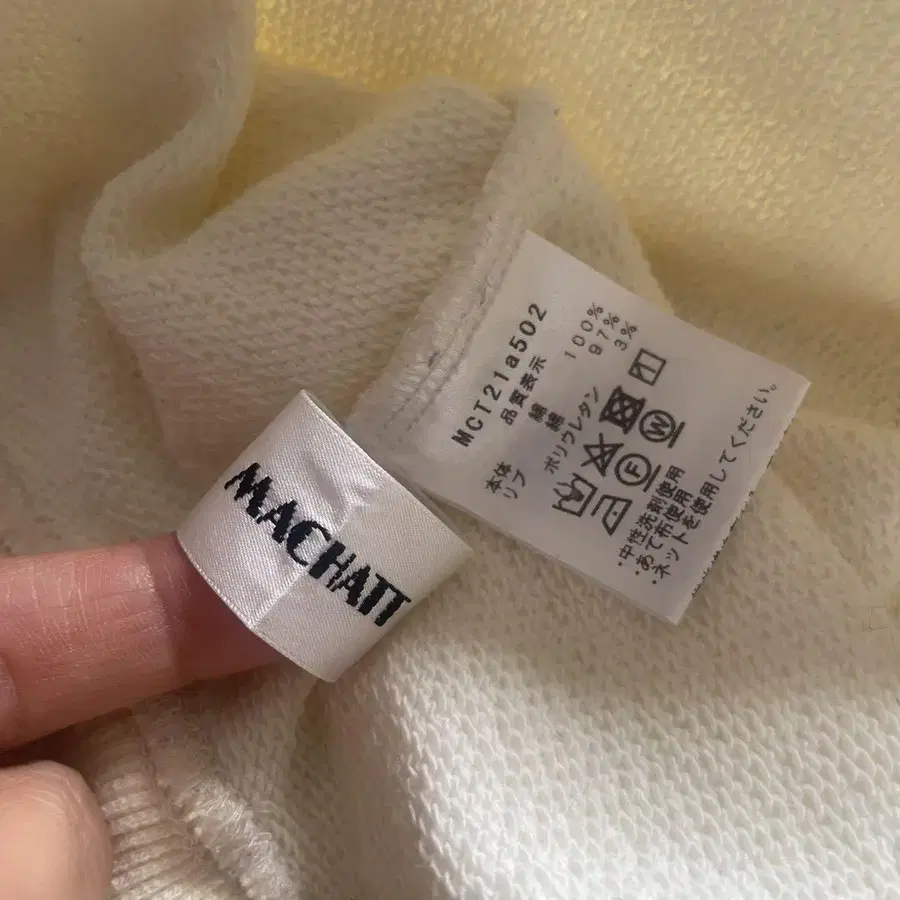 MACHATT
MCT21a502
品質表示
本体 綿 100%
リブ 綿 97%
ポリウレタン 3%
F W
・中性洗剤使用
・あて布使用
・ネットを使用してください。